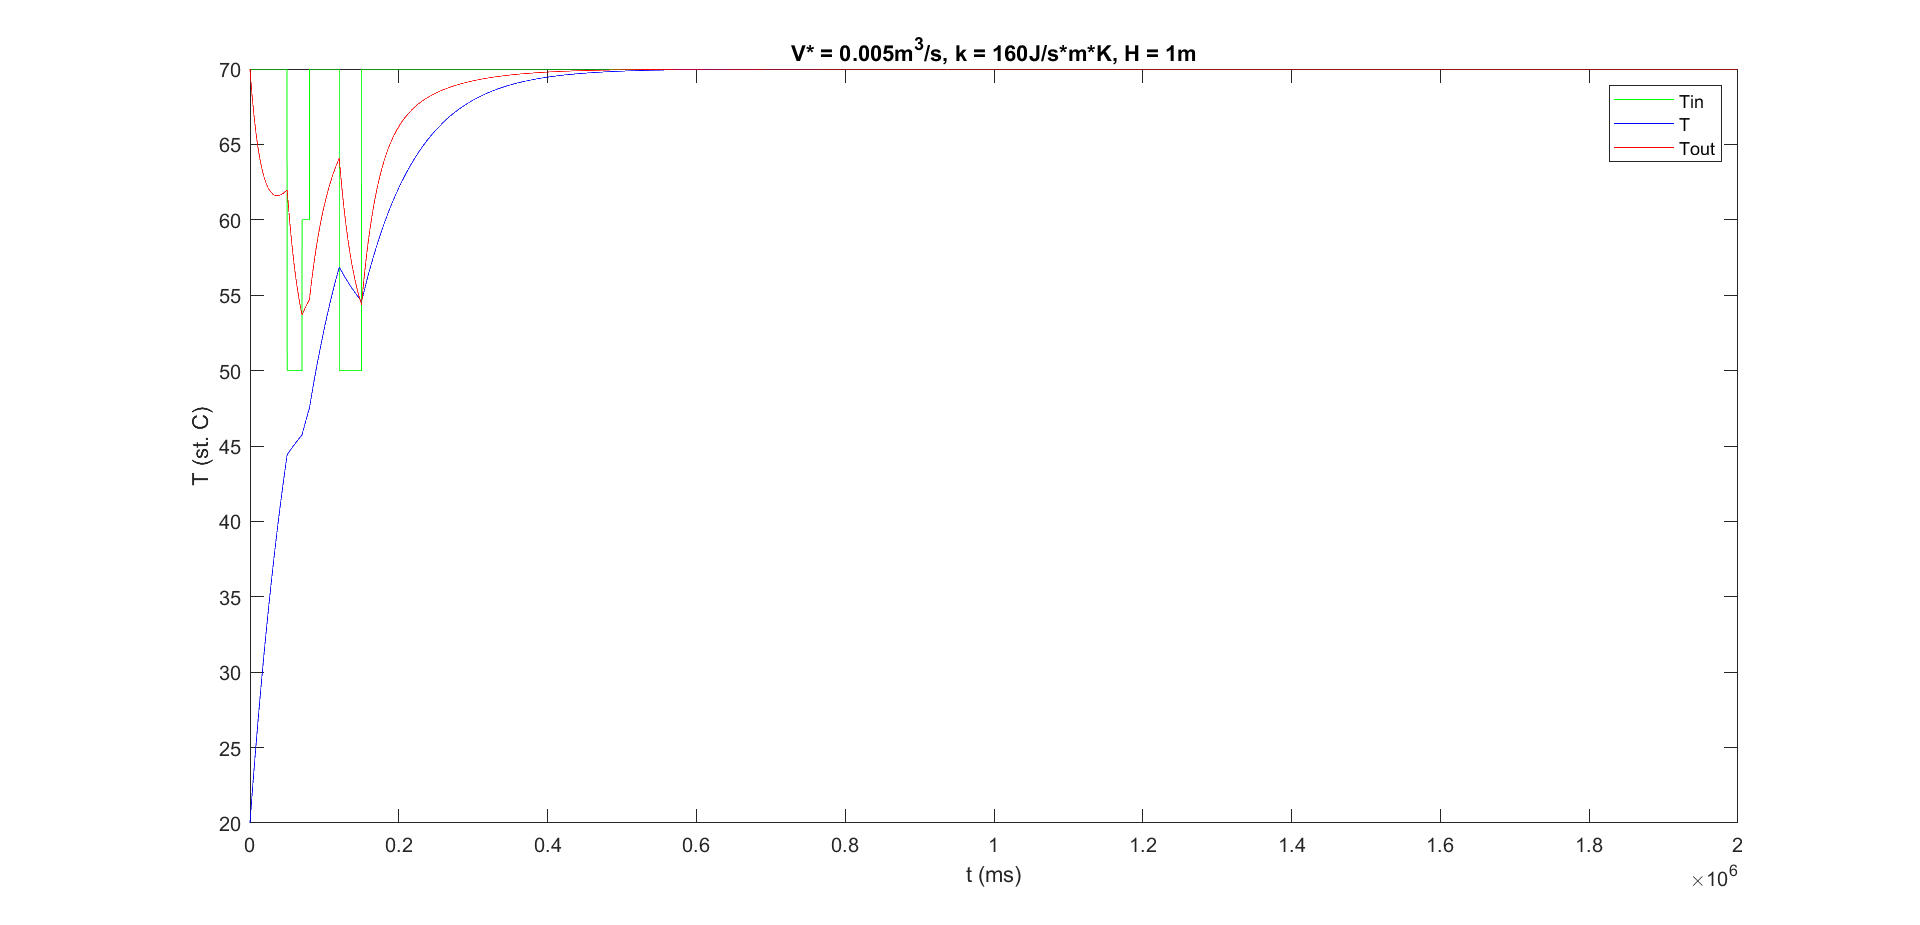 V* = 0.005m³/s, k = 160J/s*m*K, H = 1m
70
65
60
55
50
45
40
35
30
25
20
T (st. C)
Tin
T
Tout
0 0.2 0.4 0.6 0.8 1 1.2 1.4 1.6 1.8 2
t (ms)
×10⁶